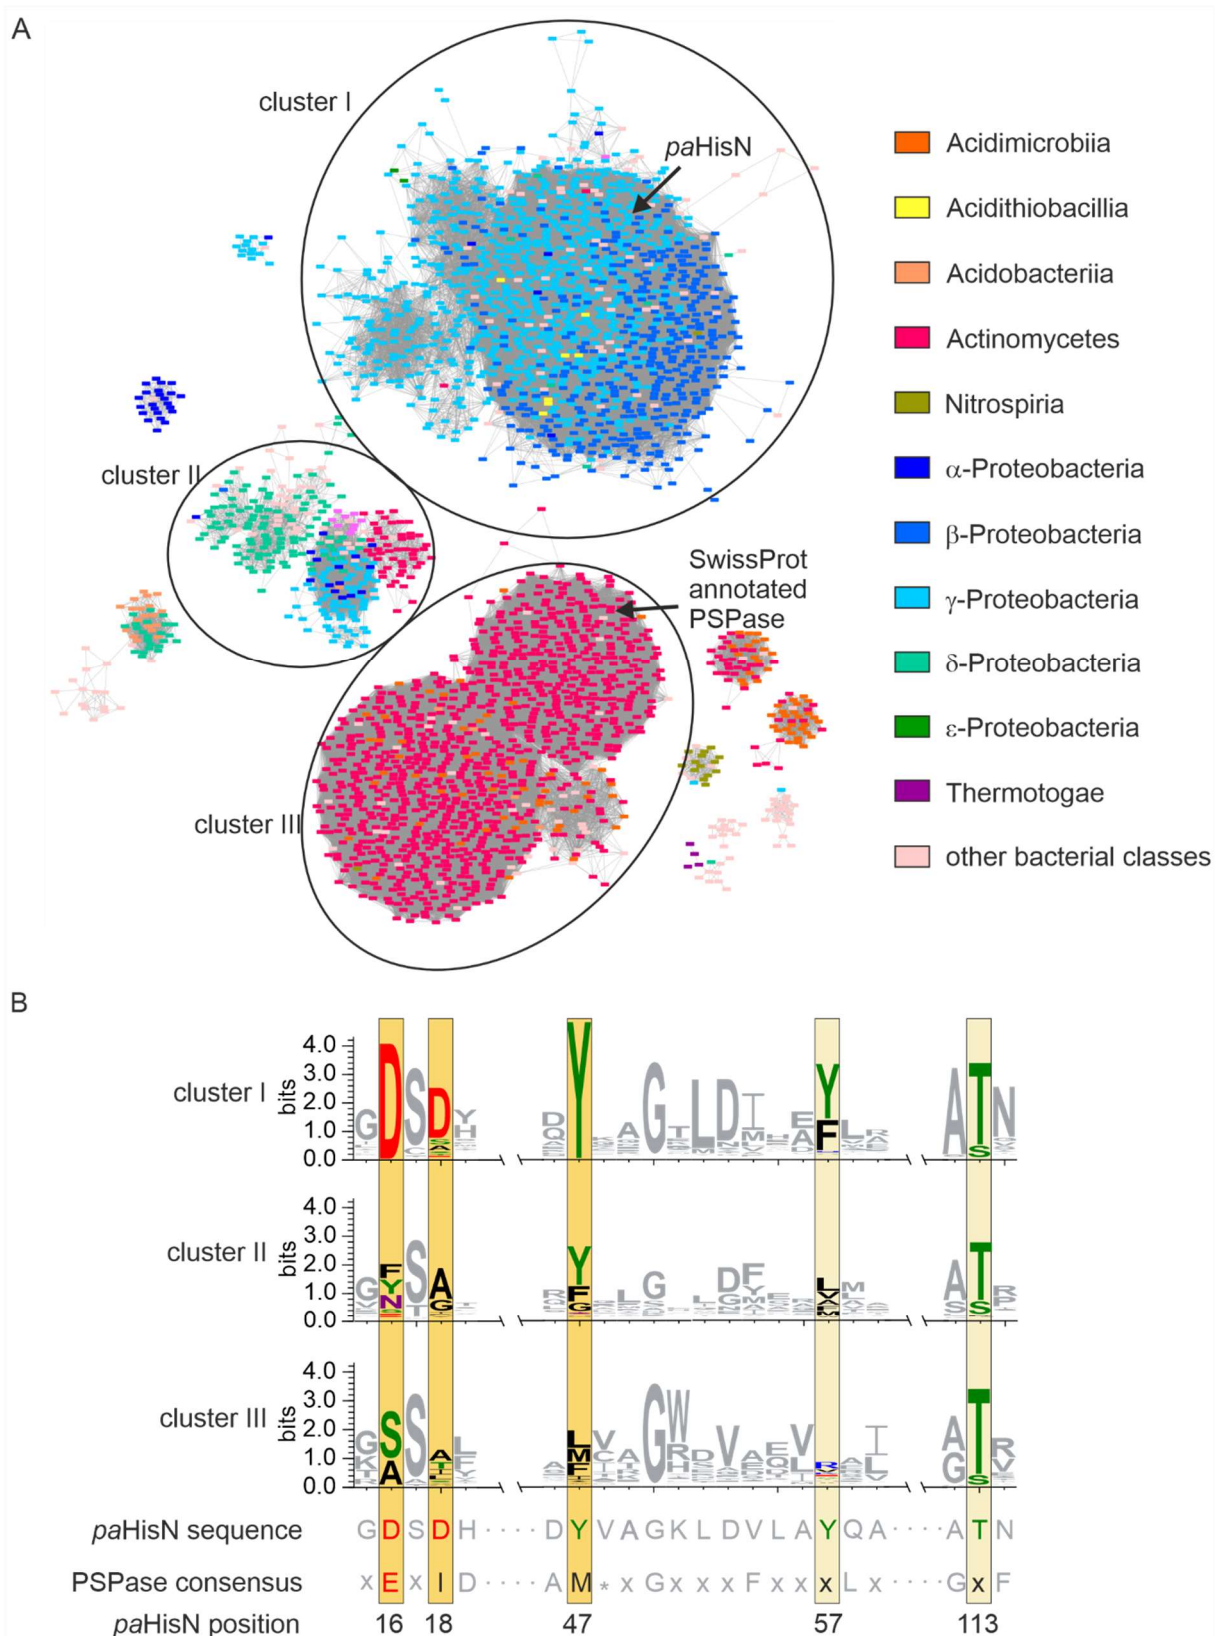 A
cluster I
paHisN
cluster II
SwissProt
annotated
PSPase
cluster III
Acidimicrobiia
Acidithiobacillia
Acidobacteriia
Actinomycetes
Nitrospiria
α-Proteobacteria
β-Proteobacteria
γ-Proteobacteria
δ-Proteobacteria
ε-Proteobacteria
Thermotogae
other bacterial classes
B
cluster I
bits
4.0
3.0
2.0
1.0
0.0
cluster II
bits
4.0
3.0
2.0
1.0
0.0
cluster III
bits
4.0
3.0
2.0
1.0
0.0
paHisN sequence G D S D H ···· D Y V A G K L D V L A Y Q A ···· A T N
PSPase consensus x E x I D ···· A M * x G x x x F x x x L x ···· G x F
paHisN position 16 18 47 57 113